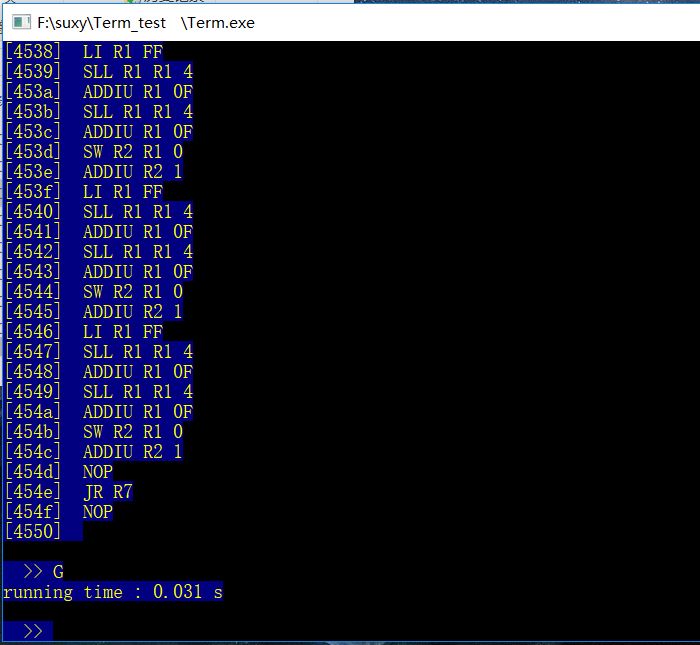 F:\suxy\Term_test \Term.exe
[4538] LI R1 FF
[4539] SLL R1 R1 4
[453a] ADDIU R1 0F
[453b] SLL R1 R1 4
[453c] ADDIU R1 0F
[453d] SW R2 R1 0
[453e] ADDIU R2 1
[453f] LI R1 FF
[4540] SLL R1 R1 4
[4541] ADDIU R1 0F
[4542] SLL R1 R1 4
[4543] ADDIU R1 0F
[4544] SW R2 R1 0
[4545] ADDIU R2 1
[4546] LI R1 FF
[4547] SLL R1 R1 4
[4548] ADDIU R1 0F
[4549] SLL R1 R1 4
[454a] ADDIU R1 0F
[454b] SW R2 R1 0
[454c] ADDIU R2 1
[454d] NOP
[454e] JR R7
[454f] NOP
[4550]
>> G
running time : 0.031 s
>>